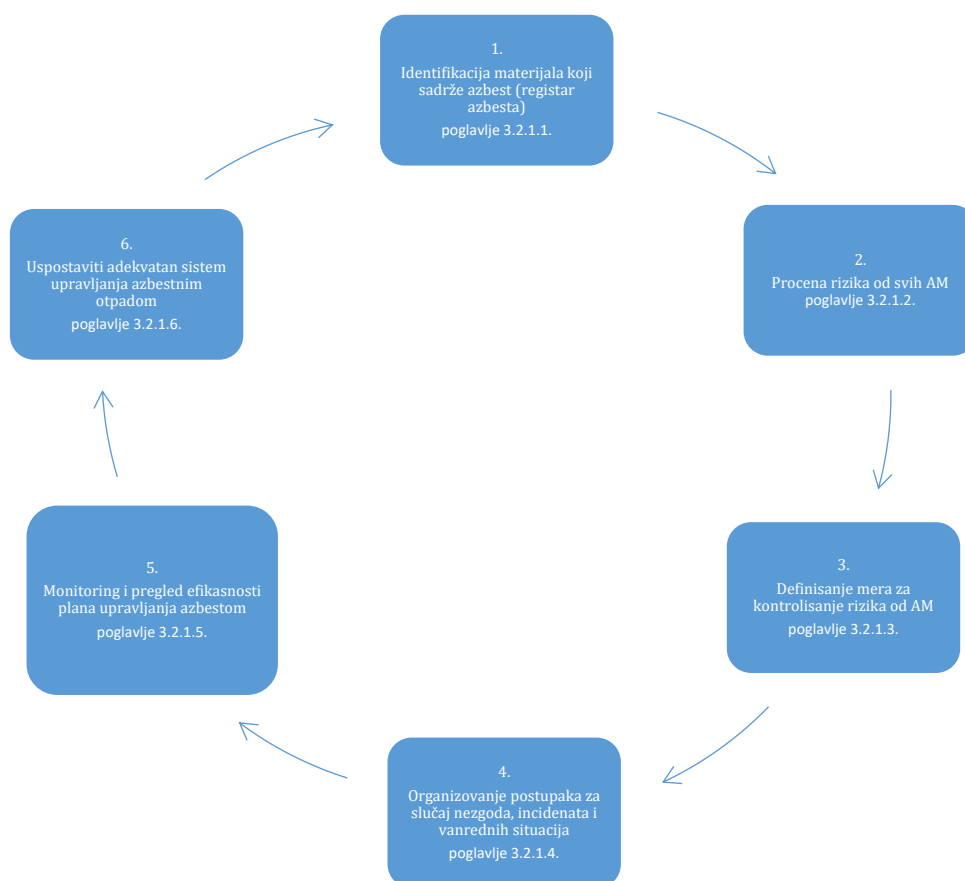 1.
Identifikacija materijala koji
sadrže azbest (registar
azbesta)
poglavlje 3.2.1.1.
2.
Procena rizika od svih AM
poglavlje 3.2.1.2.
3.
Definisanje mera za
kontrolisanje rizika od AM
poglavlje 3.2.1.3.
4.
Organizovanje postupaka za
slučaj nezgoda, incidenata i
vanrednih situacija
poglavlje 3.2.1.4.
5.
Monitoring i pregled efikasnosti
plana upravljanja azbestom
poglavlje 3.2.1.5.
6.
Uspostaviti adekvatan sistem
upravljanja azbestnim
otpadom
poglavlje 3.2.1.6.